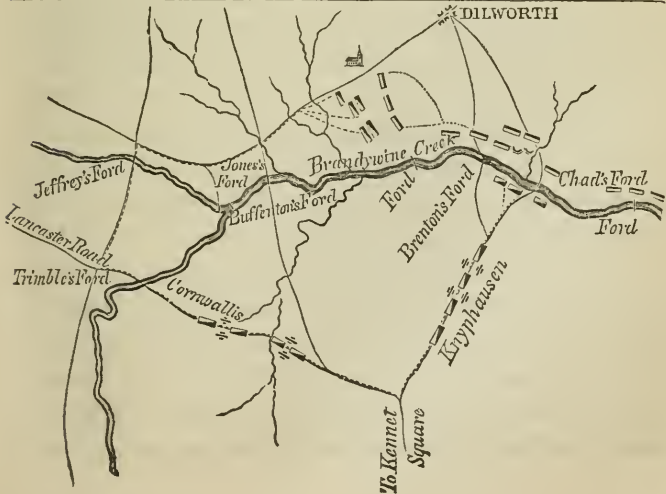 DILWORTH
Jones's
Ford
Brandywine Creek
Jeffrey's Ford
Buffenton's Ford
Ford
Brenton's Ford
Chad's Ford
Ford
Lancaster Road
Trimble's Ford
Cornwallis
Knyphausen
To Kennet
Square